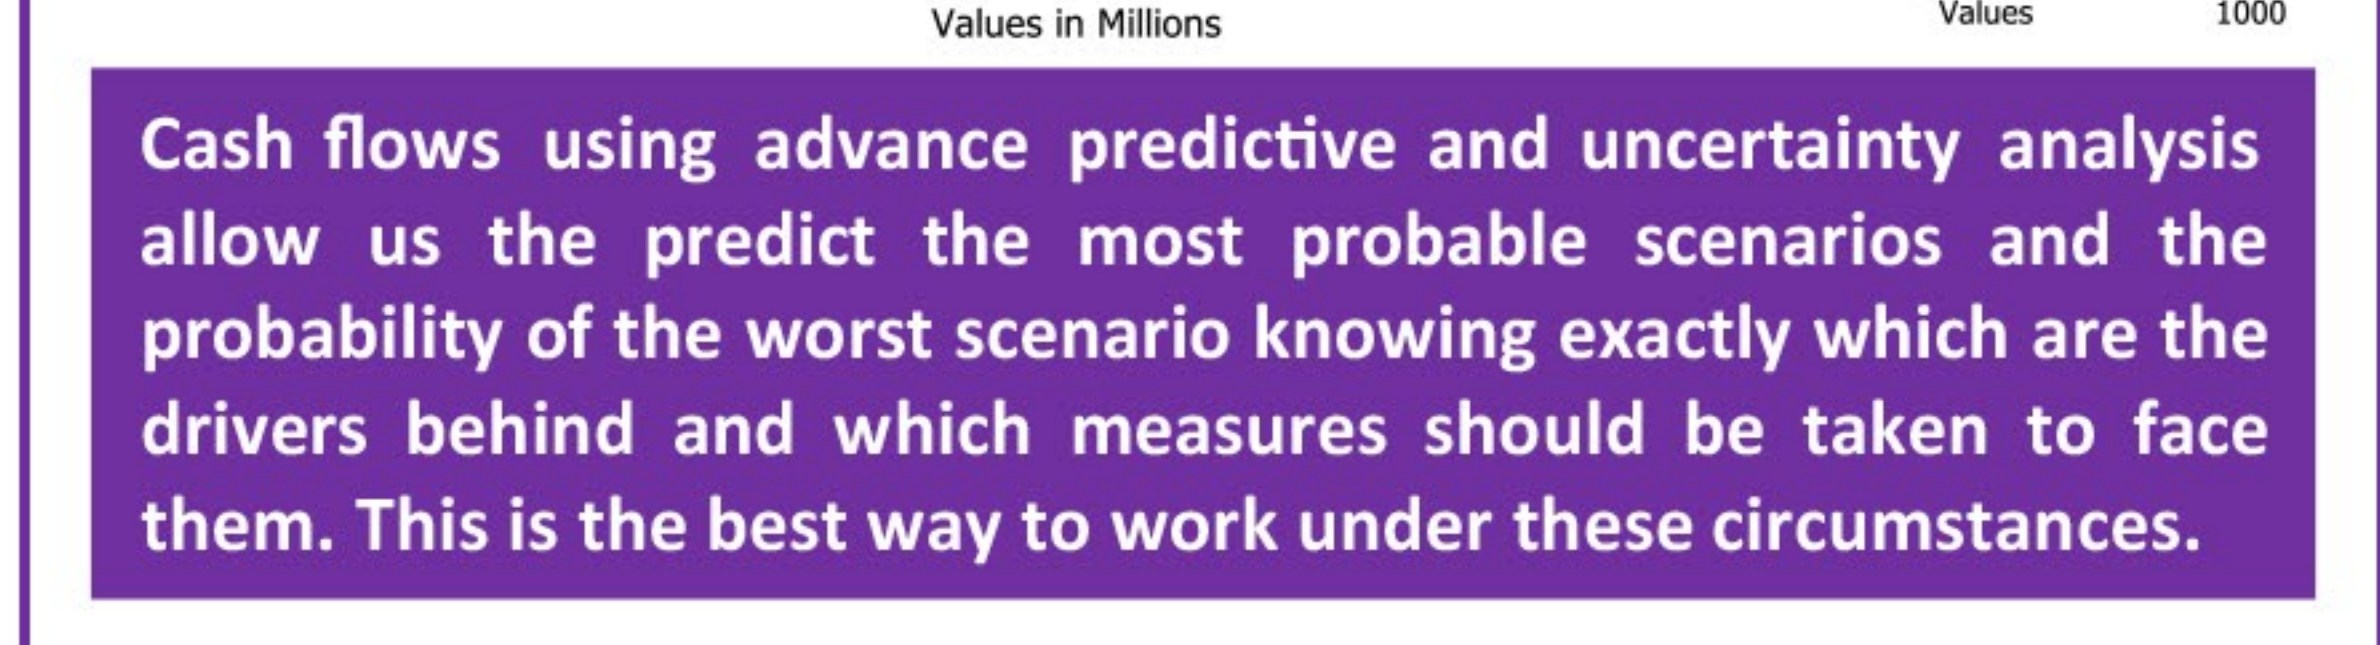 Values in Millions
Values 1000
Cash flows using advance predictive and uncertainty analysis
allow us the predict the most probable scenarios and the
probability of the worst scenario knowing exactly which are the
drivers behind and which measures should be taken to face
them. This is the best way to work under these circumstances.